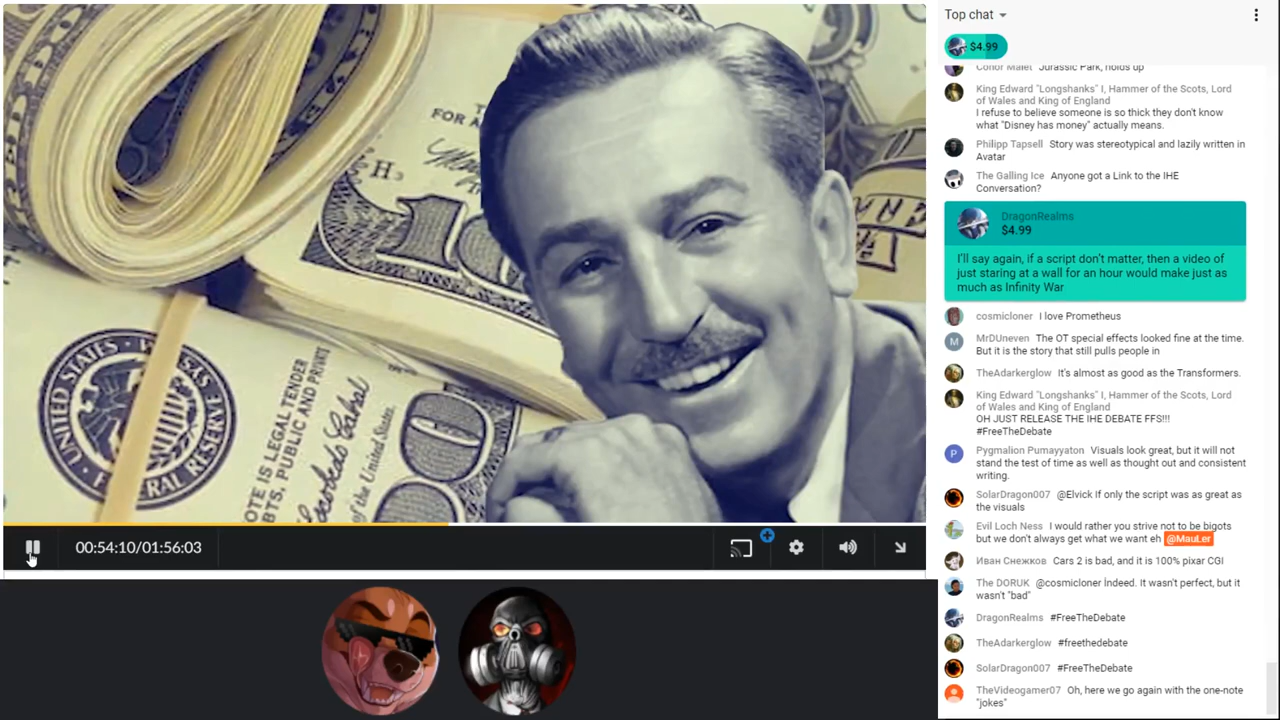 Top chat
$4.99
Conor Malet Jurassic Park, holds up
King Edward "Longshanks" I, Hammer of the Scots, Lord
of Wales and King of England
I refuse to believe someone is so thick they don't know
what "Disney has money" actually means.
Philipp Tapsell Story was stereotypical and lazily written in
Avatar
The Galling Ice Anyone got a Link to the IHE
Conversation?
DragonRealms
$4.99
I'll say again, if a script don't matter, then a video of
just staring at a wall for an hour would make just as
much as Infinity War
cosmicloner I love Prometheus
M
MrDUneven The OT special effects looked fine at the time.
But it is the story that still pulls people in
TheAdarkerglow It's almost as good as the Transformers.
King Edward "Longshanks" I, Hammer of the Scots, Lord
of Wales and King of England
OH JUST RELEASE THE IHE DEBATE FFS!!!
#FreeTheDebate
P
Pygmalion Pumayyaton Visuals look great, but it will not
stand the test of time as well as thought out and consistent
writing.
SolarDragon007 @Elvick If only the script was as great as
the visuals
Evil Loch Ness I would rather you strive not to be bigots
but we don't always get what we want eh @MauLer
Иван Снежков Cars 2 is bad, and it is 100% pixar CGI
The DORUK @cosmicloner İndeed. It wasn't perfect, but it
wasn't "bad"
DragonRealms #FreeTheDebate
TheAdarkerglow #freethedebate
SolarDragon007 #FreeTheDebate
TheVideogamer07 Oh, here we go again with the one-note
"jokes"
FOR A
UNITED STATES
FEDERAL RESERVE SYSTEM
OTE IS LEGAL TENDER
BTS, PUBLIC AND PRIVATE
of the United States.
00:54:10/01:56:03